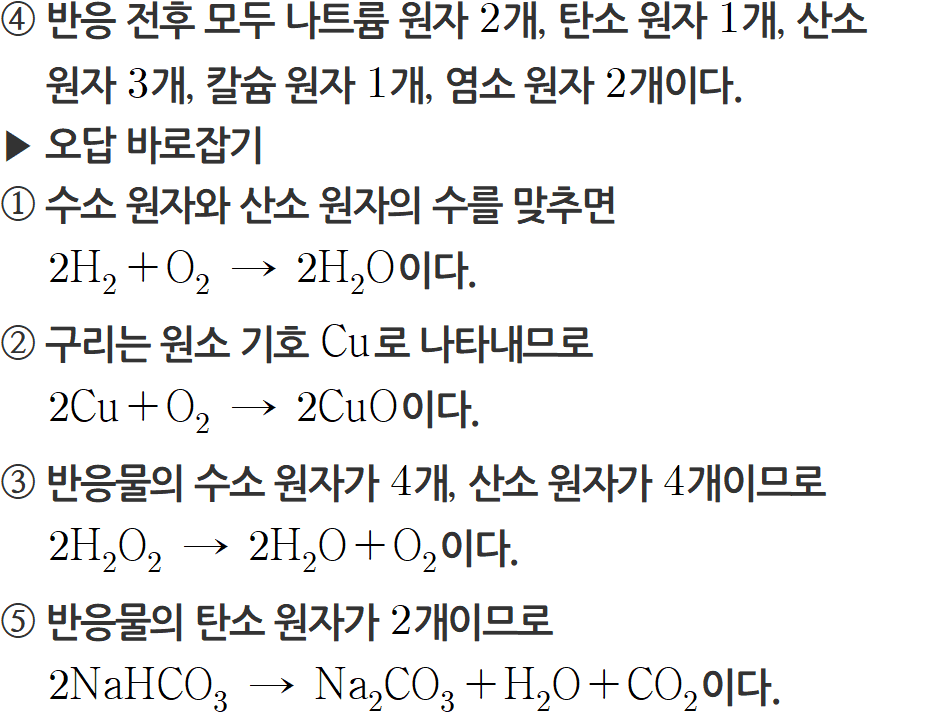 ④ 반응 전후 모두 나트륨 원자 2개, 탄소 원자 1개, 산소
원자 3개, 칼슘 원자 1개, 염소 원자 2개이다.
▶ 오답 바로잡기
① 수소 원자와 산소 원자의 수를 맞추면
2H₂+O₂ → 2H₂O이다.
② 구리는 원소 기호 Cu로 나타내므로
2Cu+O₂ → 2CuO이다.
③ 반응물의 수소 원자가 4개, 산소 원자가 4개이므로
2H₂O₂ → 2H₂O+O₂이다.
⑤ 반응물의 탄소 원자가 2개이므로
2NaHCO₃ → Na₂CO₃+H₂O+CO₂이다.